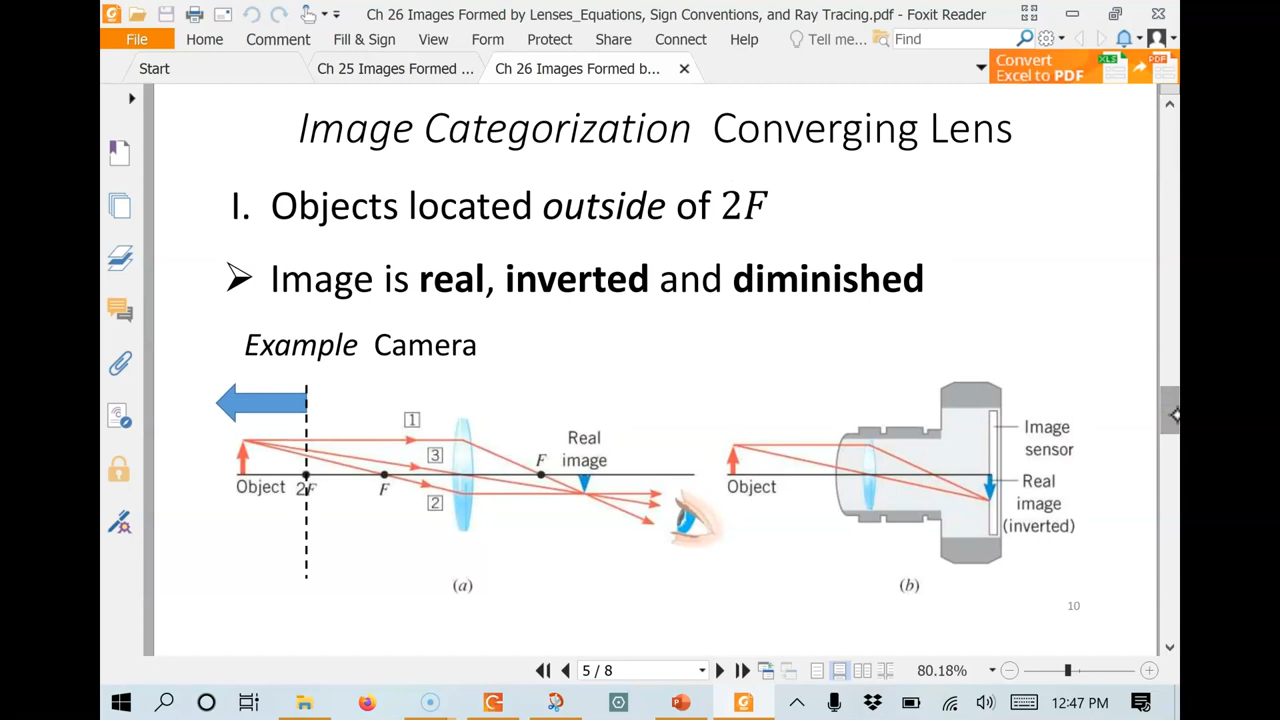 Ch 26 Images Formed by Lenses_Equations, Sign Conventions, and Ray Tracing.pdf - Foxit Reader
File Home Comment Fill & Sign View Form Protect Share Connect Help Tell me... Find
Start Ch 25 Images Formed ... Ch 26 Images Formed b...
Convert
Excel to PDF
XLS
PDF
Image Categorization Converging Lens
I. Objects located outside of 2F
➢ Image is real, inverted and diminished
Example Camera
1
3
2
Object 2F F
F
Real
image
(a)
Object
Image
sensor
Real
image
(inverted)
(b)
10
5 / 8
80.18%
12:47 PM